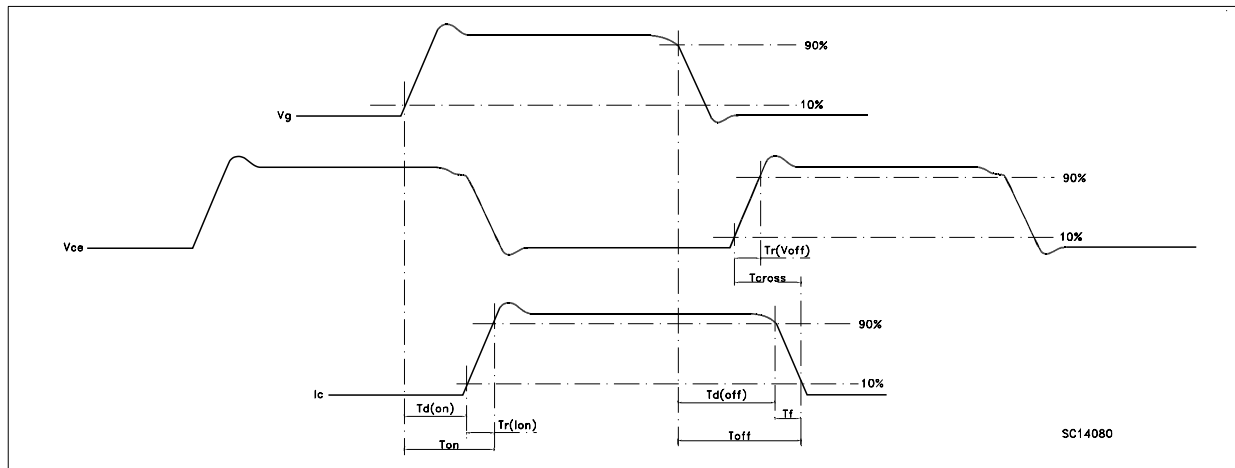 90%
10%
Vg
90%
10%
Vce
Tr(Voff)
Tcross
90%
10%
Ic
Td(on)
Td(off)
Tf
Tr(Ion)
Ton
Toff
SC14080